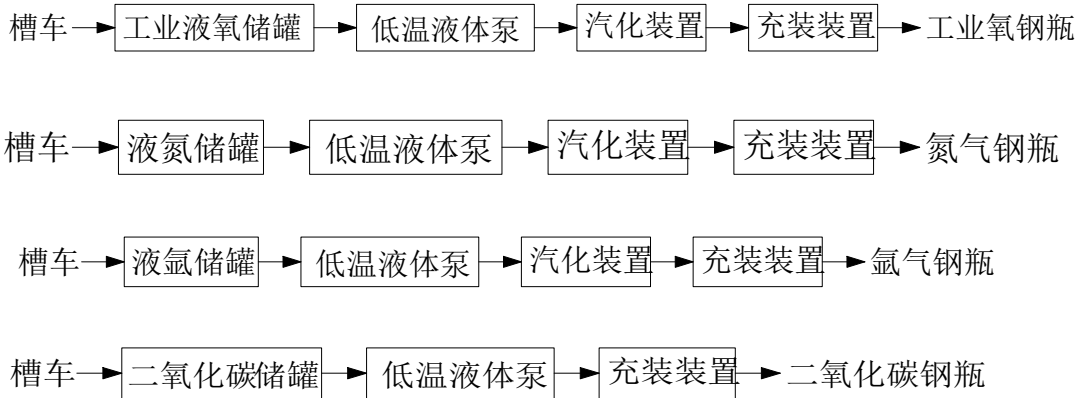 槽车 工业液氧储罐 低温液体泵 汽化装置 充装装置 工业氧钢瓶
槽车 液氮储罐 低温液体泵 汽化装置 充装装置 氮气钢瓶
槽车 液氩储罐 低温液体泵 汽化装置 充装装置 氩气钢瓶
槽车 二氧化碳储罐 低温液体泵 充装装置 二氧化碳钢瓶